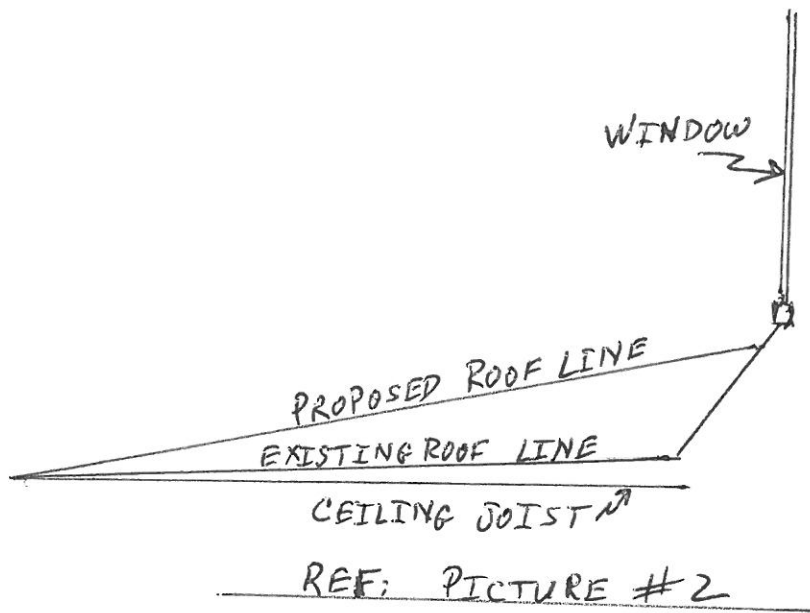 WINDOW
PROPOSED ROOF LINE
EXISTING ROOF LINE
CEILING JOIST
REF: PICTURE #2